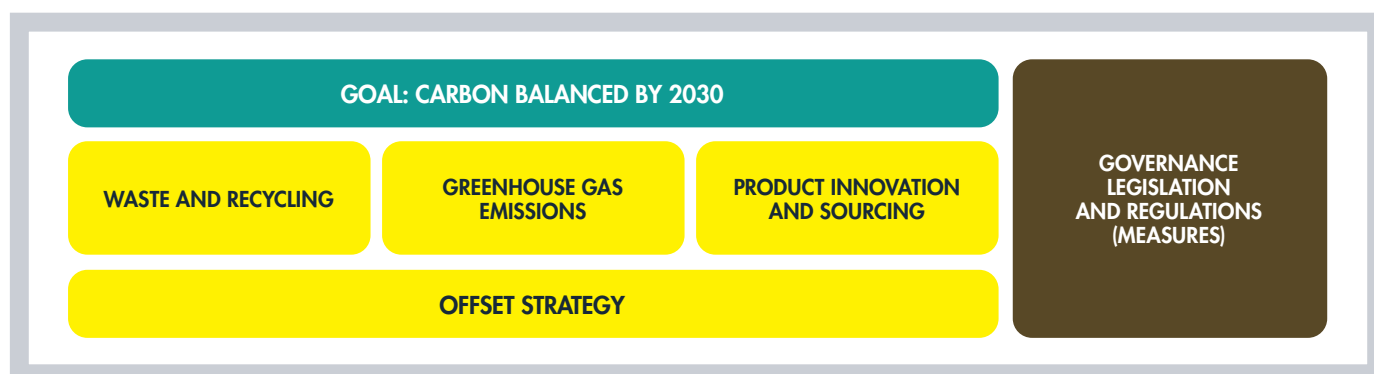 GOAL: CARBON BALANCED BY 2030
WASTE AND RECYCLING
GREENHOUSE GAS
EMISSIONS
PRODUCT INNOVATION
AND SOURCING
OFFSET STRATEGY
GOVERNANCE
LEGISLATION
AND REGULATIONS
(MEASURES)